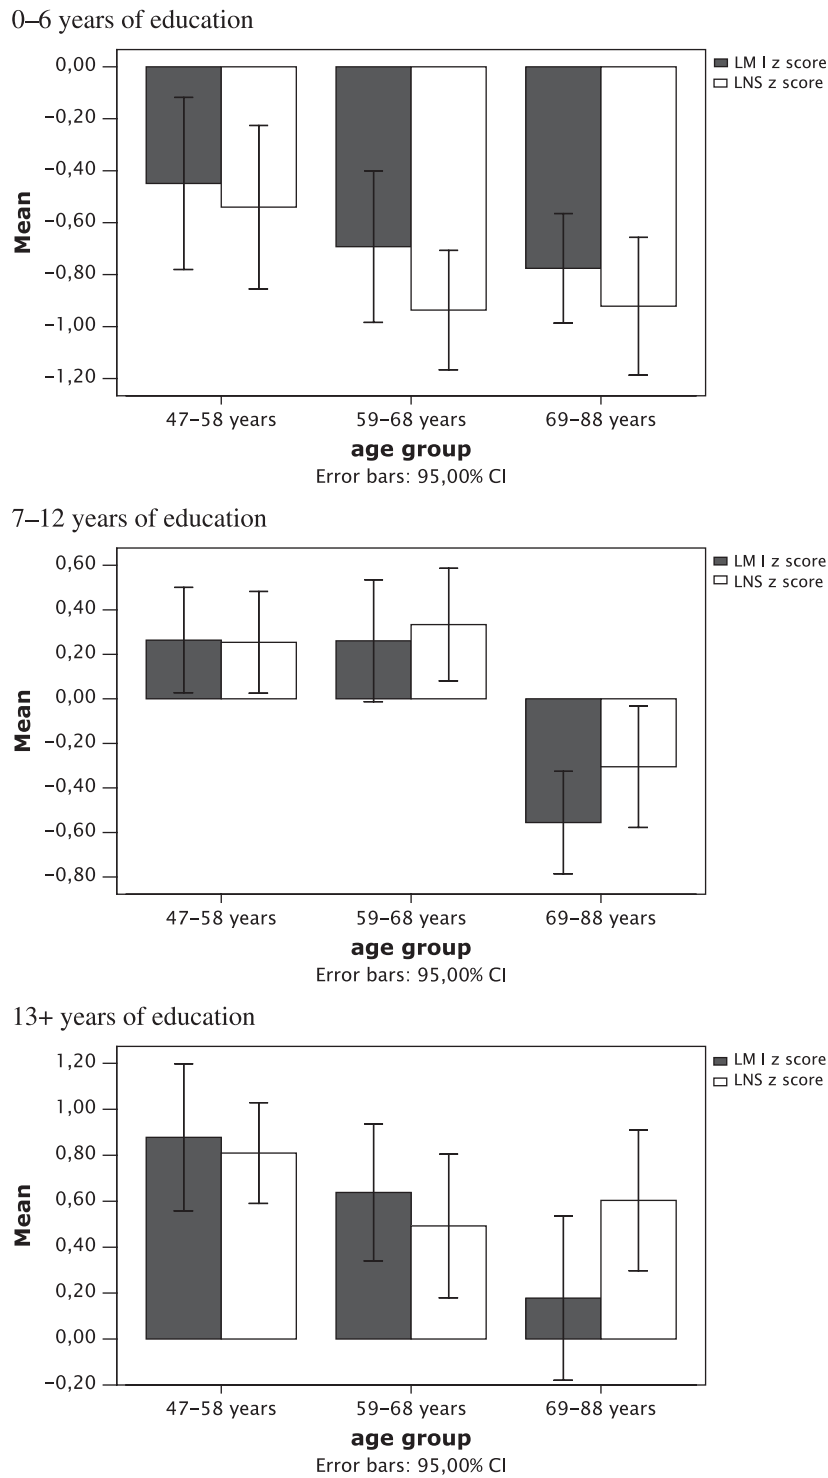 0–6 years of education
LM I z score
LNS z score
0,00
−0,20
−0,40
−0,60
−0,80
−1,00
−1,20
Mean
47–58 years 59–68 years 69–88 years
age group
Error bars: 95,00% CI
7–12 years of education
LM I z score
LNS z score
0,60
0,40
0,20
0,00
−0,20
−0,40
−0,60
−0,80
Mean
47–58 years 59–68 years 69–88 years
age group
Error bars: 95,00% CI
13+ years of education
LM I z score
LNS z score
1,20
1,00
0,80
0,60
0,40
0,20
0,00
−0,20
Mean
47–58 years 59–68 years 69–88 years
age group
Error bars: 95,00% CI